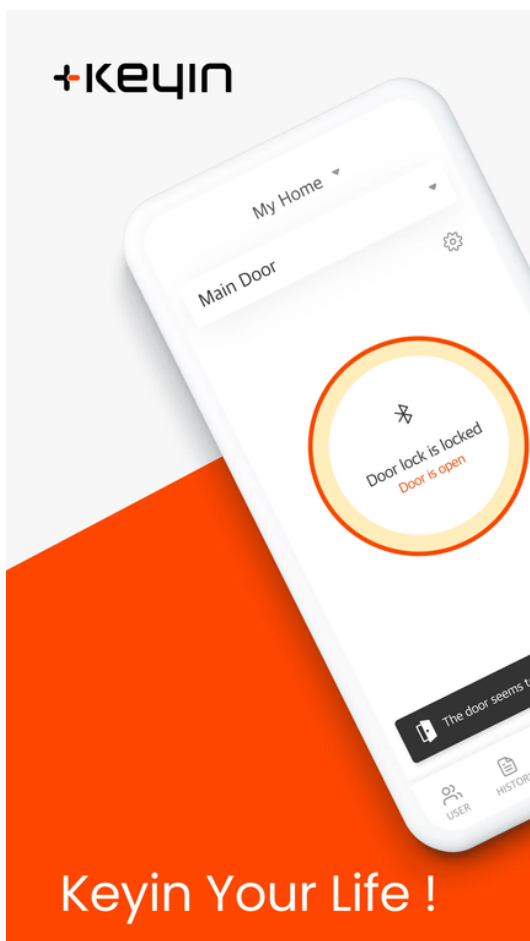 +Keyin
My Home
Main Door
Door lock is locked
Door is open
The door seems
USER
HISTORY
Keyin Your Life !